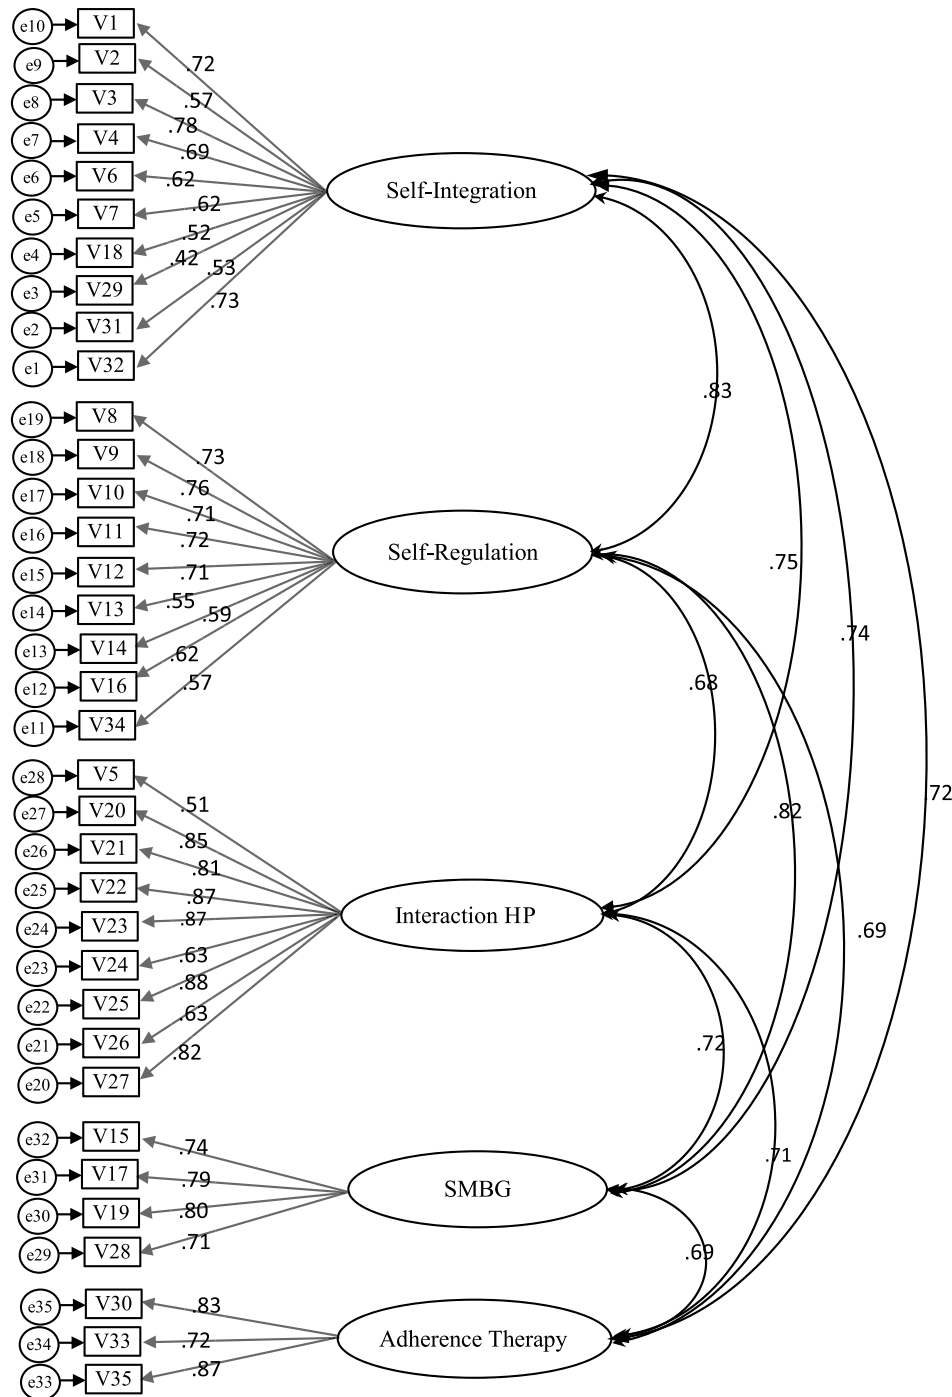 e10 V1
.72
e9 V2
.57
e8 V3
.78
e7 V4
.69
e6 V6
.62
Self-Integration
e5 V7
.62
e4 V18
.52
e3 V29
.42
.53
e2 V31
.73
e1 V32
.83
e19 V8
.73
e18 V9
.76
e17 V10
.71
e16 V11
.72
Self-Regulation
e15 V12
.71
.75
e14 V13
.55
.59
e13 V14
.74
.62
e12 V16
.57
.68
e11 V34
e28 V5
.72
.51
e27 V20
.82
.85
e26 V21
.81
e25 V22
.87
Interaction HP
e24 V23
.87
.69
e23 V24
.63
e22 V25
.88
.63
e21 V26
.72
.82
e20 V27
e32 V15
.74
.71
e31 V17
.79
SMBG
e30 V19
.80
.71
e29 V28
.69
e35 V30
.83
e34 V33
.72
Adherence Therapy
e33 V35
.87